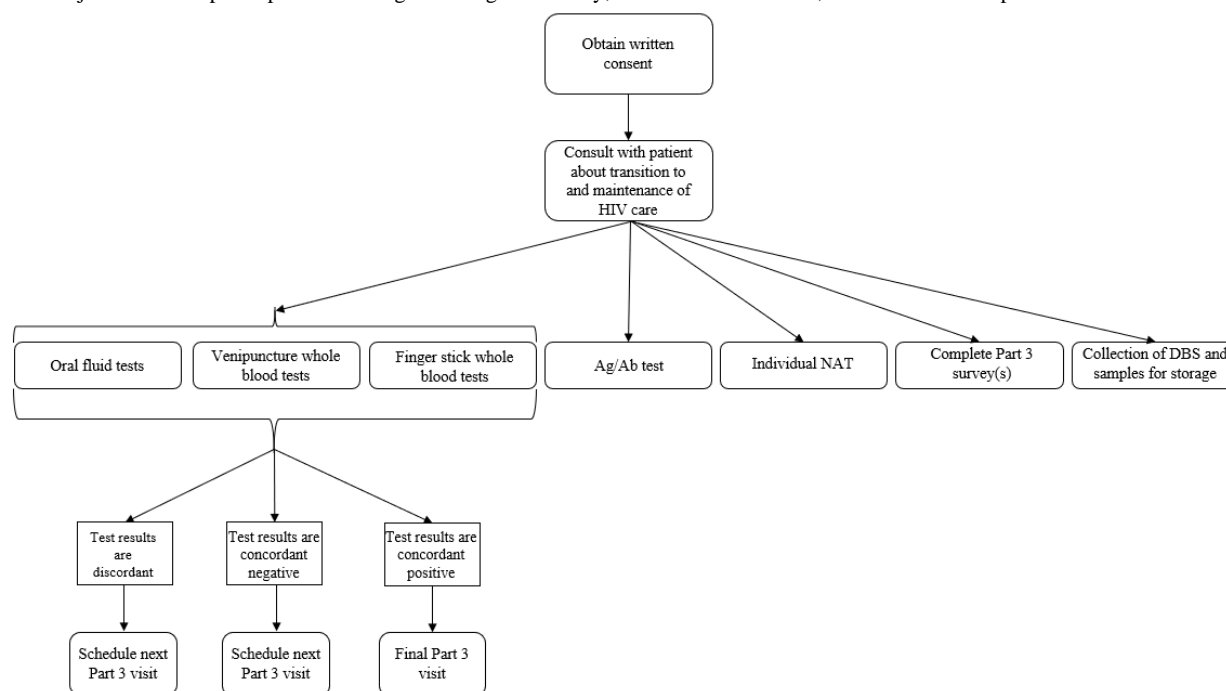 Obtain written
consent
Consult with patient
about transition to
and maintenance of
HIV care
Oral fluid tests
Venipuncture whole
blood tests
Finger stick whole
blood tests
Ag/Ab test
Individual NAT
Complete Part 3
survey(s)
Collection of DBS and
samples for storage
Test results
are
discordant
Test results are
concordant
negative
Test results are
concordant
positive
Schedule next
Part 3 visit
Schedule next
Part 3 visit
Final Part 3
visit